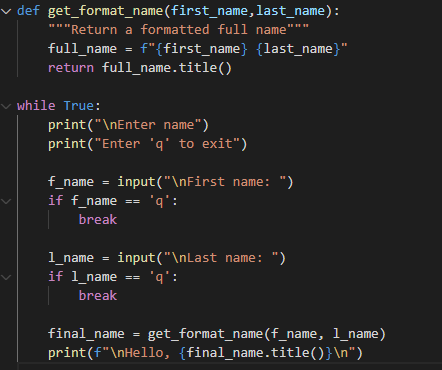 def get_format_name(first_name,last_name):
    """Return a formatted full name"""
    full_name = f"{first_name} {last_name}"
    return full_name.title()

while True:
    print("\nEnter name")
    print("Enter 'q' to exit")

    f_name = input("\nFirst name: ")
    if f_name == 'q':
        break

    l_name = input("\nLast name: ")
    if l_name == 'q':
        break

    final_name = get_format_name(f_name, l_name)
    print(f"\nHello, {final_name.title()}\n")